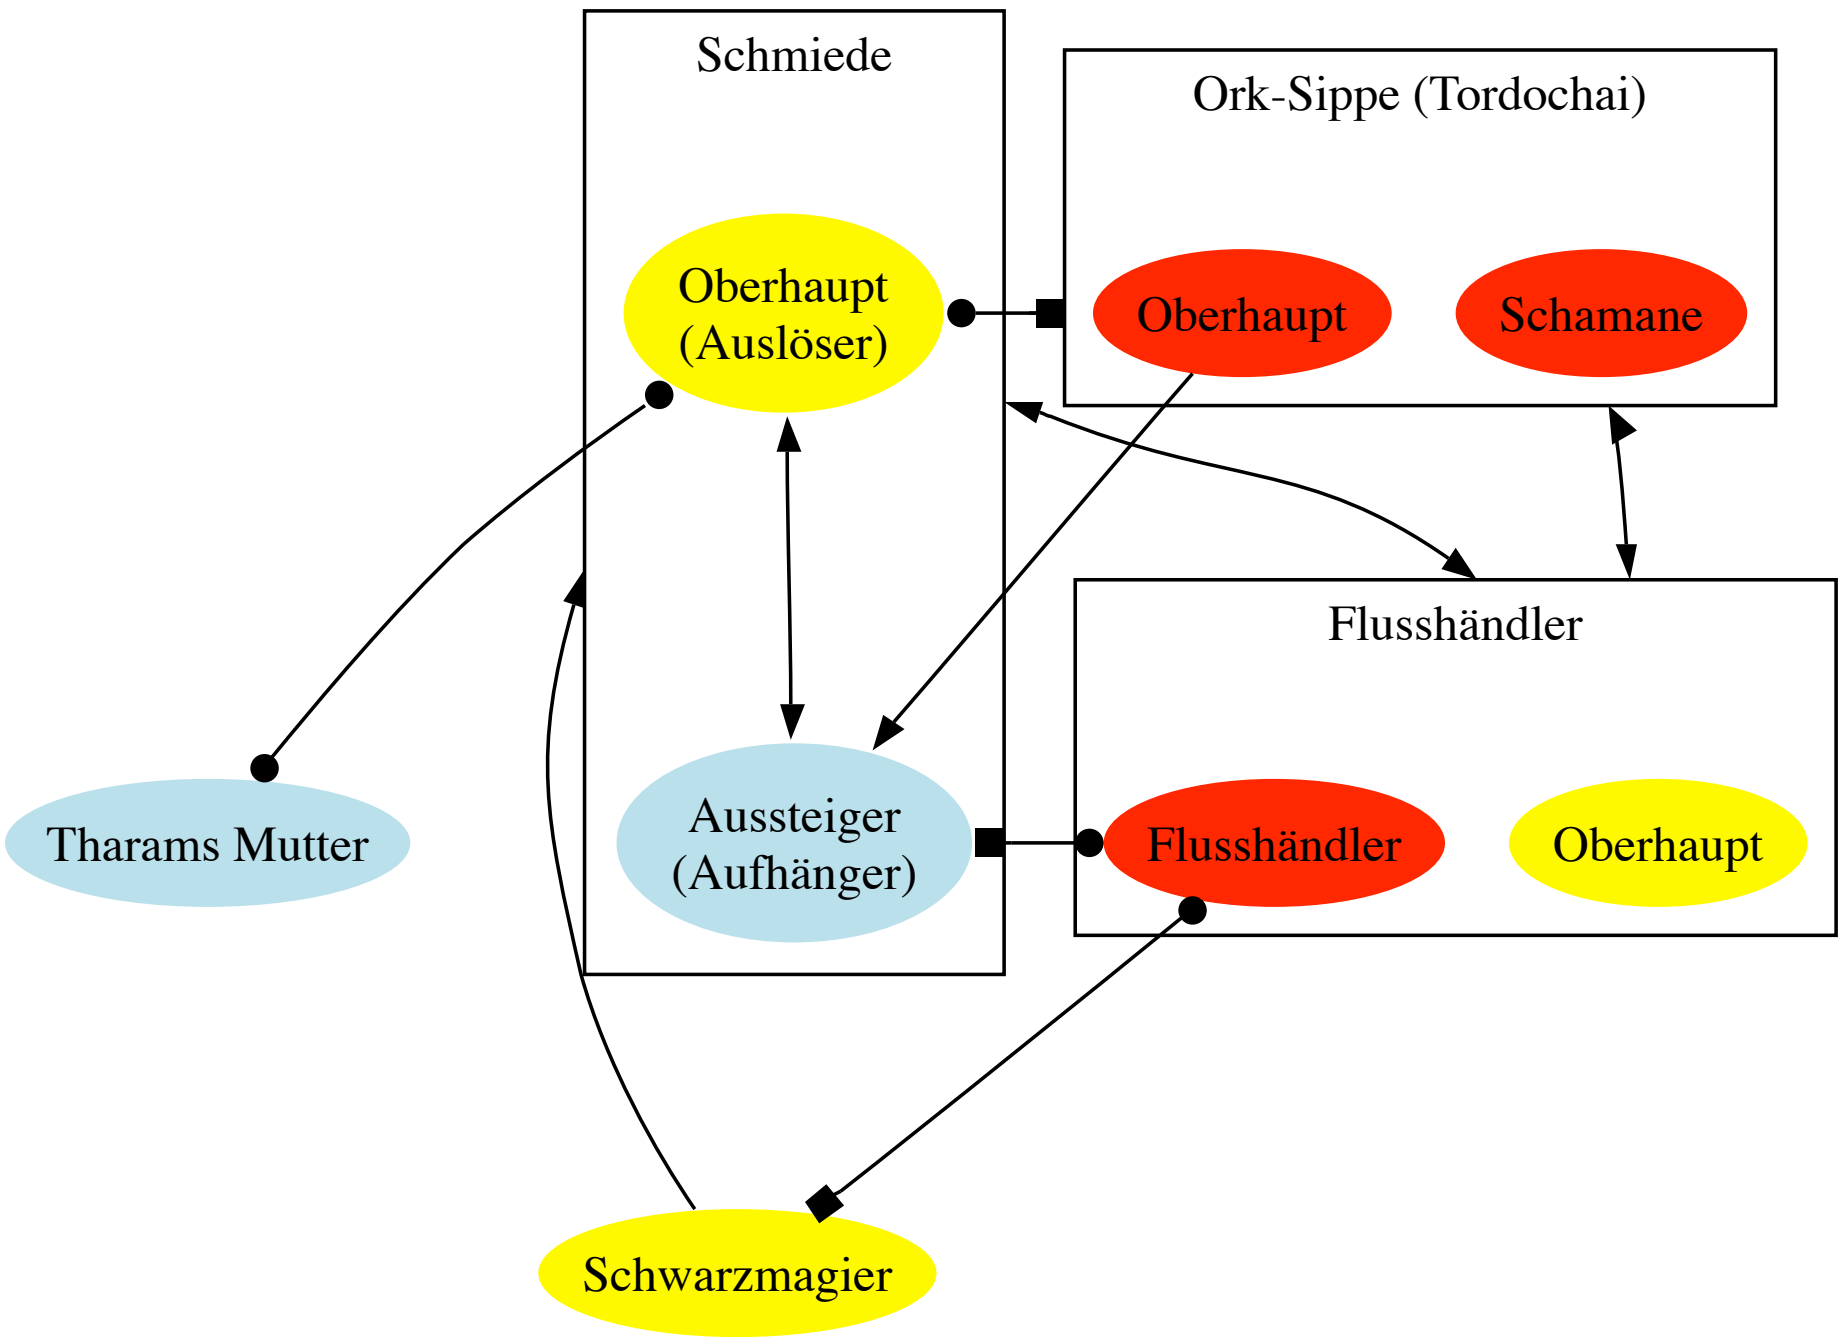 Schmiede
Ork-Sippe (Tordochai)
Oberhaupt
(Auslöser)
Oberhaupt
Schamane
Flusshändler
Tharams Mutter
Aussteiger
(Aufhänger)
Flusshändler
Oberhaupt
Schwarzmagier